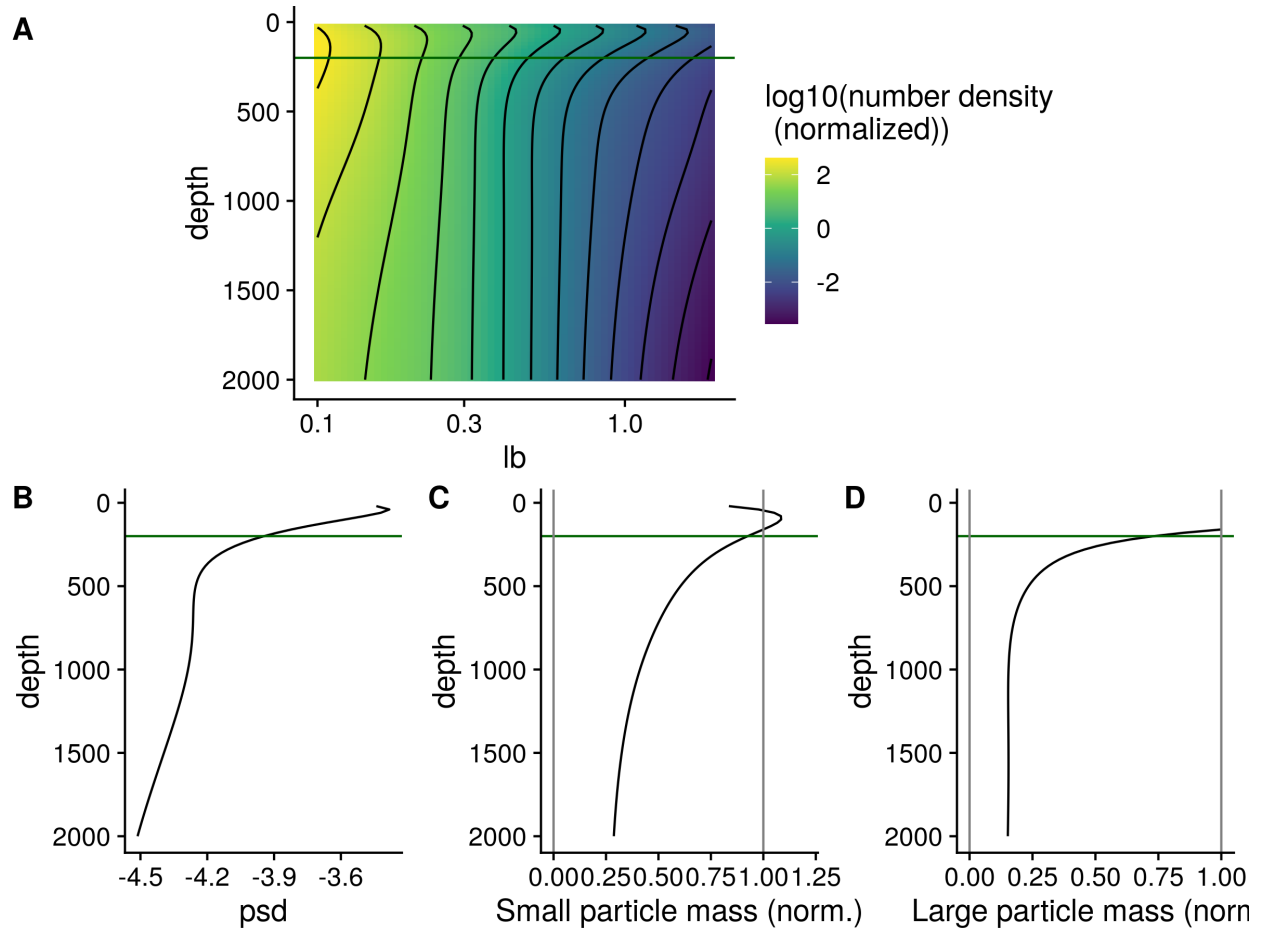 A
0
500
1000
1500
2000
depth
0.1 0.3 1.0
lb
log10(number density
(normalized))
2
0
-2
B
0
500
1000
1500
2000
depth
-4.5 -4.2 -3.9 -3.6
psd
C
0
500
1000
1500
2000
depth
0.00 0.25 0.50 0.75 1.00 1.25
Small particle mass (norm.)
D
0
500
1000
1500
2000
depth
0.00 0.25 0.50 0.75 1.00
Large particle mass (norn